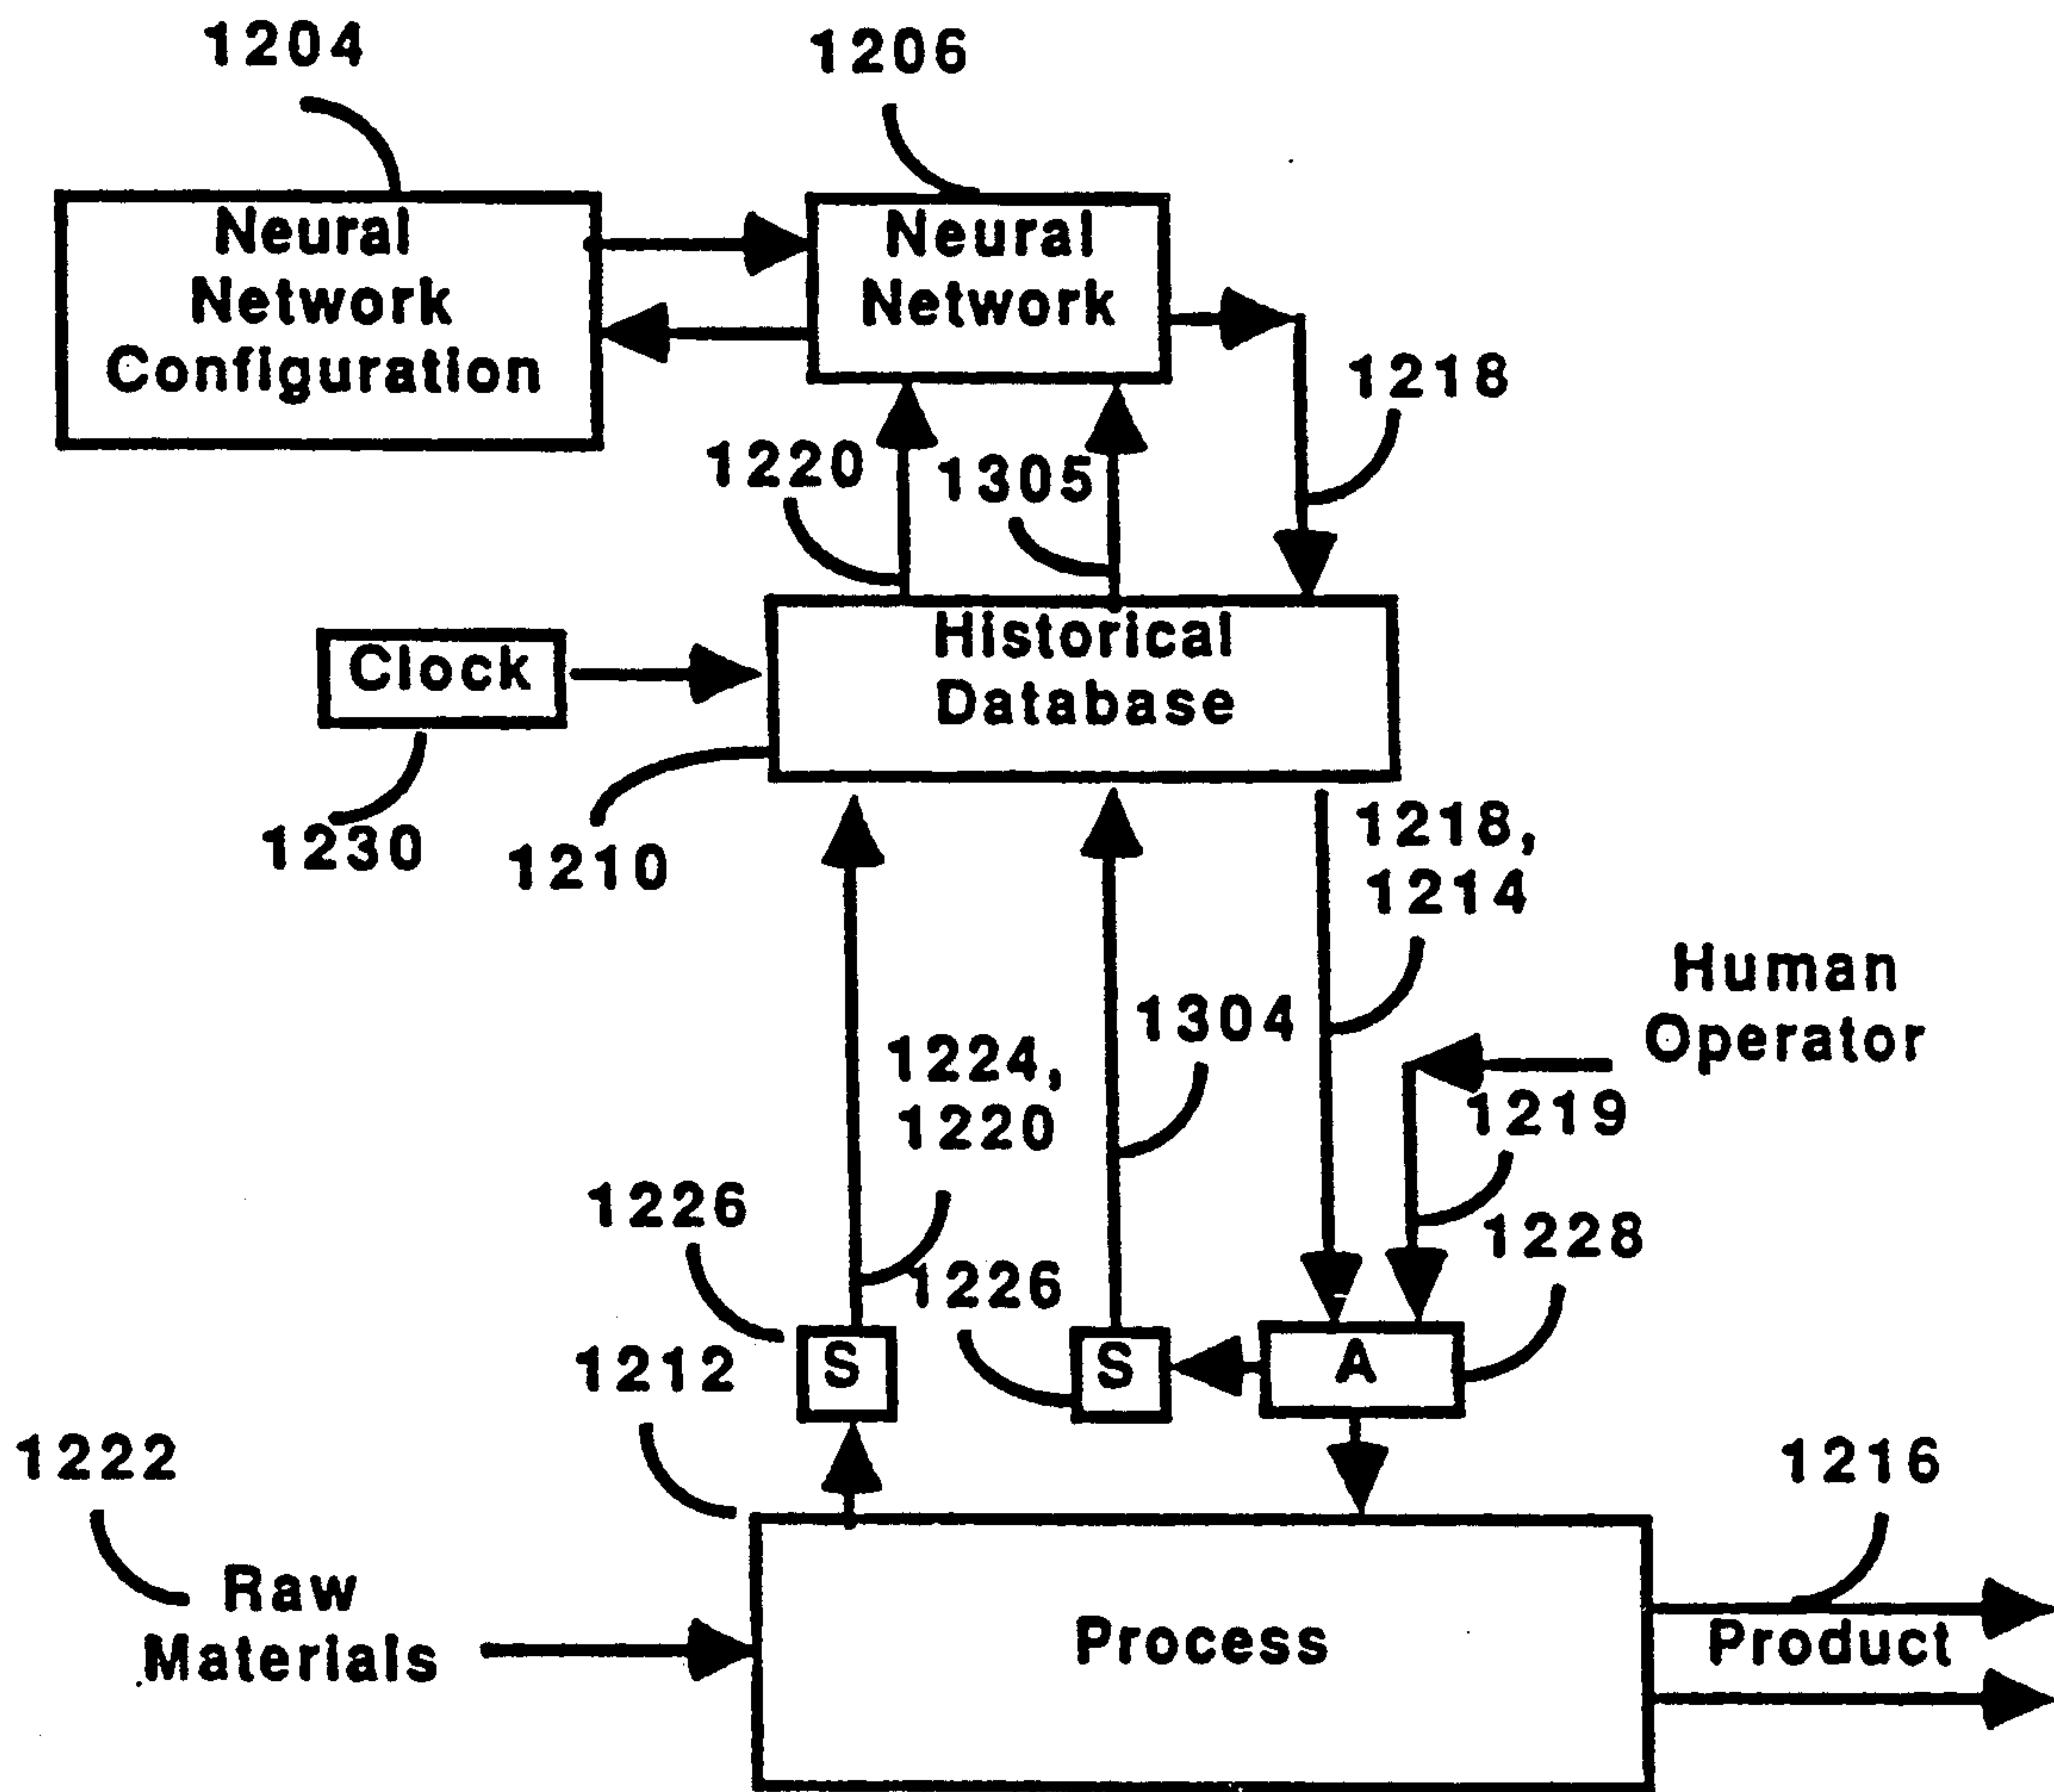 1204
1206
Neural
Network
Configuration
Neural
Network
1218
1220
1305
Clock
Historical
Database
1230
1210
1218,
1214
Human
Operator
1304
1224,
1220
1219
1226
1228
1226
1212
S
S
A
1222
1216
Raw
Materials
Process
Product